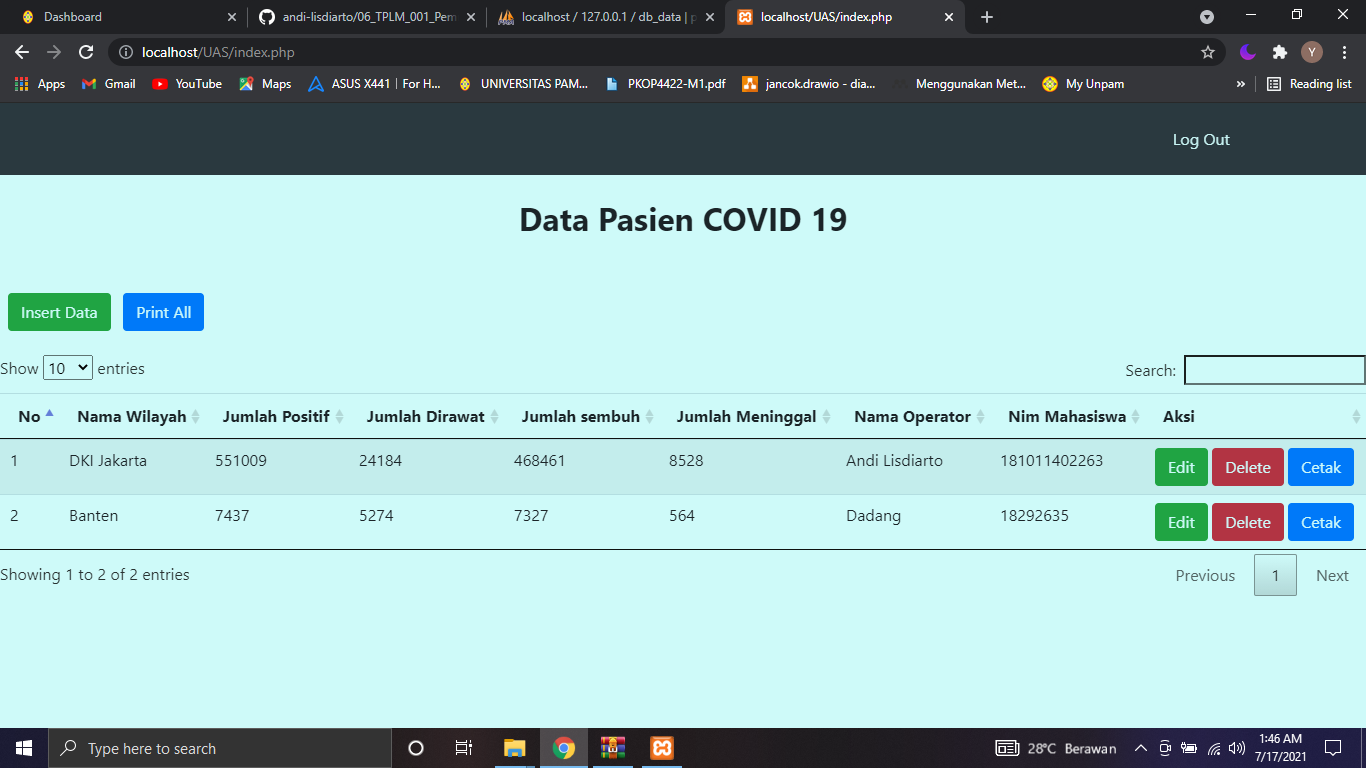 Dashboard
andi-lisdiarto/06_TPLM_001_Pem
localhost / 127.0.0.1 / db_data | p
localhost/UAS/index.php
localhost/UAS/index.php
Y
Apps
Gmail
YouTube
Maps
ASUS X441 | For H...
UNIVERSITAS PAM...
PKOP4422-M1.pdf
jancok.drawio - dia...
Menggunakan Met...
My Unpam
»
Reading list
Log Out
Data Pasien COVID 19
Insert Data
Print All
Show 10 entries
Search:
No Nama Wilayah Jumlah Positif Jumlah Dirawat Jumlah sembuh Jumlah Meninggal Nama Operator Nim Mahasiswa Aksi
1 DKI Jakarta 551009 24184 468461 8528 Andi Lisdiarto 181011402263 Edit Delete Cetak
2 Banten 7437 5274 7327 564 Dadang 18292635 Edit Delete Cetak
Showing 1 to 2 of 2 entries
Previous 1 Next
Type here to search
28°C Berawan
1:46 AM
7/17/2021